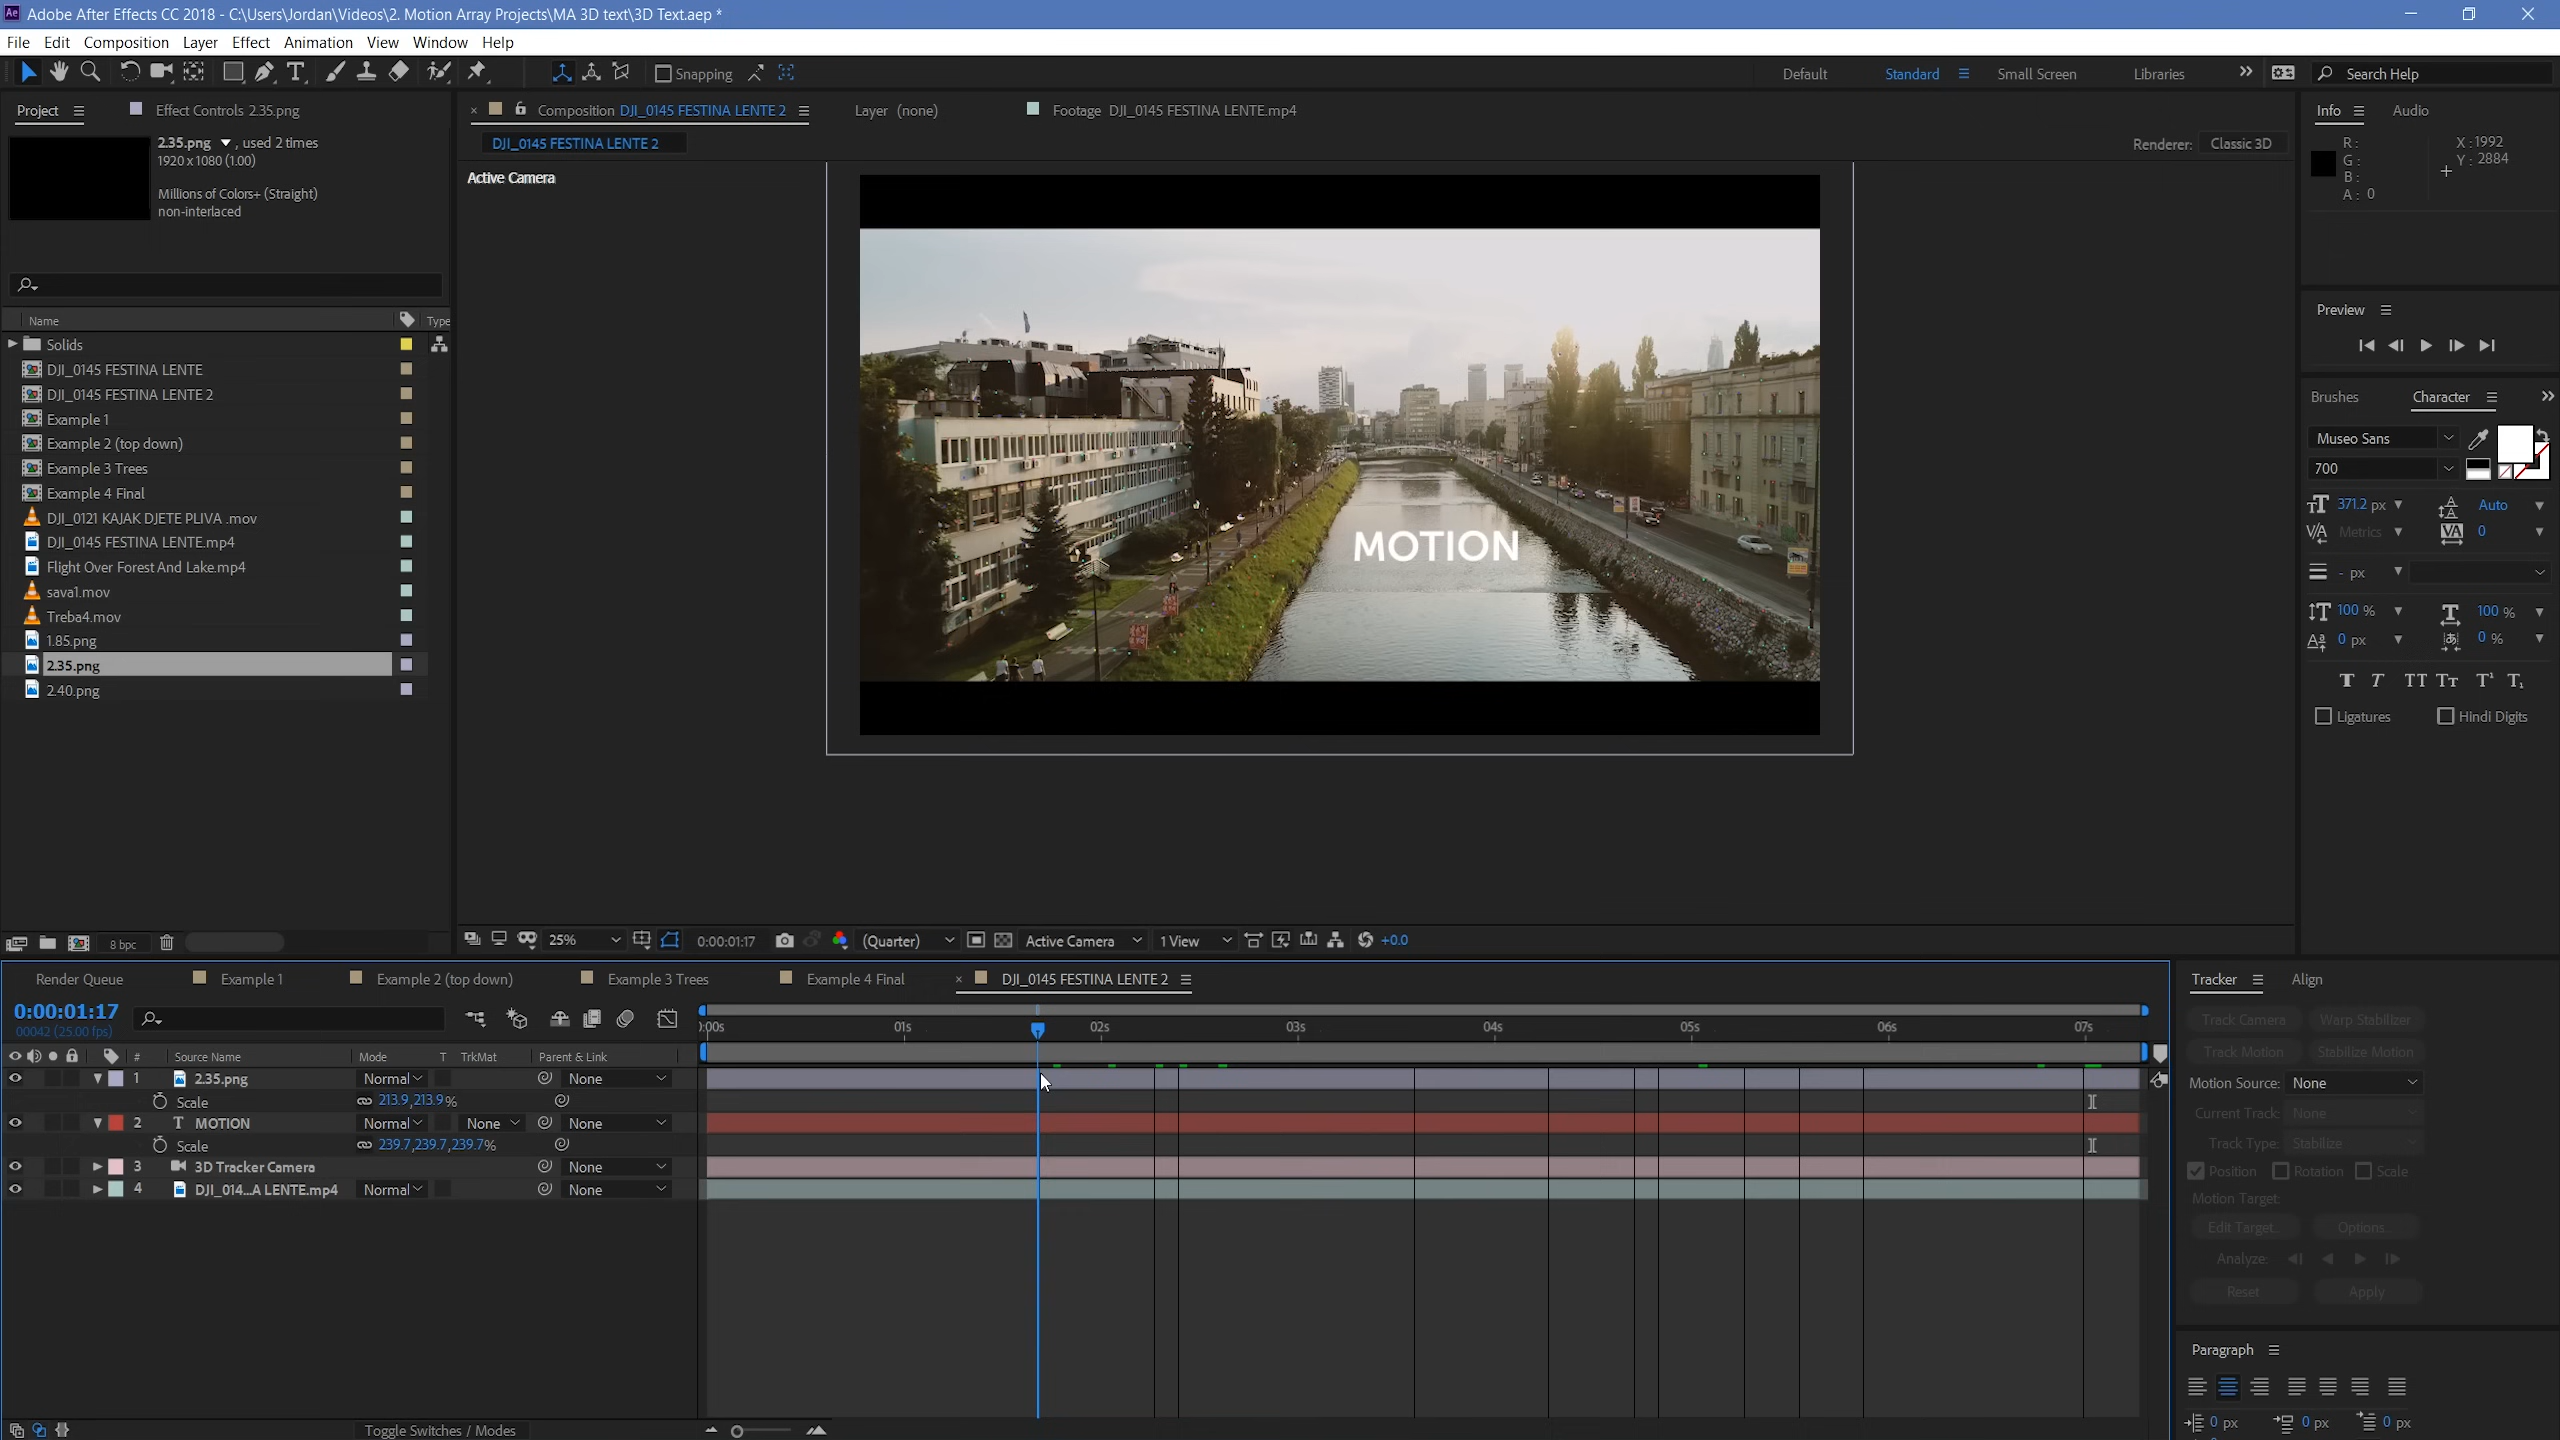 Adobe After Effects CC 2018 - C:\Users\Jordan\Videos\2. Motion Array Projects\MA 3D text\3D Text.aep *
File Edit Composition Layer Effect Animation View Window Help
Snapping
Default Standard Small Screen Libraries Search Help
Project Effect Controls 2.35.png
Composition DJI_0145 FESTINA LENTE 2 Layer (none) Footage DJI_0145 FESTINA LENTE.mp4
Info Audio
2.35.png , used 2 times
1920 x 1080 (1.00)
Millions of Colors+ (Straight)
non-interlaced
DJI_0145 FESTINA LENTE 2
Renderer: Classic 3D
R:
G:
B:
A: 0
X : 1992
Y : 2884
Active Camera
MOTION
Name Type
Solids
DJI_0145 FESTINA LENTE
DJI_0145 FESTINA LENTE 2
Example 1
Example 2 (top down)
Example 3 Trees
Example 4 Final
DJI_0121 KAJAK DJETE PLIVA .mov
DJI_0145 FESTINA LENTE.mp4
Flight Over Forest And Lake.mp4
sava1.mov
Treba4.mov
1.85.png
2.35.png
2.40.png
8 bpc
Preview
Brushes Character
Museo Sans
700
371.2 px Auto
Metrics 0
- px
100 % 100 %
0 px 0 %
Ligatures Hindi Digits
25% 0:00:01:17 (Quarter) Active Camera 1 View +0.0
Render Queue Example 1 Example 2 (top down) Example 3 Trees Example 4 Final DJI_0145 FESTINA LENTE 2
0:00:01:17
00042 (25.00 fps)
):00s 01s 02s 03s 04s 05s 06s 07s
# Source Name Mode T TrkMat Parent & Link
1 2.35.png Normal None
Scale 213.9,213.9%
2 T MOTION Normal None None
Scale 239.7,239.7,239.7%
3 3D Tracker Camera None
4 DJI_014...A LENTE.mp4 Normal None
Toggle Switches / Modes
Tracker Align
Track Camera Warp Stabilizer
Track Motion Stabilize Motion
Motion Source: None
Current Track: None
Track Type: Stabilize
Position Rotation Scale
Motion Target:
Edit Target... Options...
Analyze:
Reset Apply
Paragraph
0 px 0 px 0 px